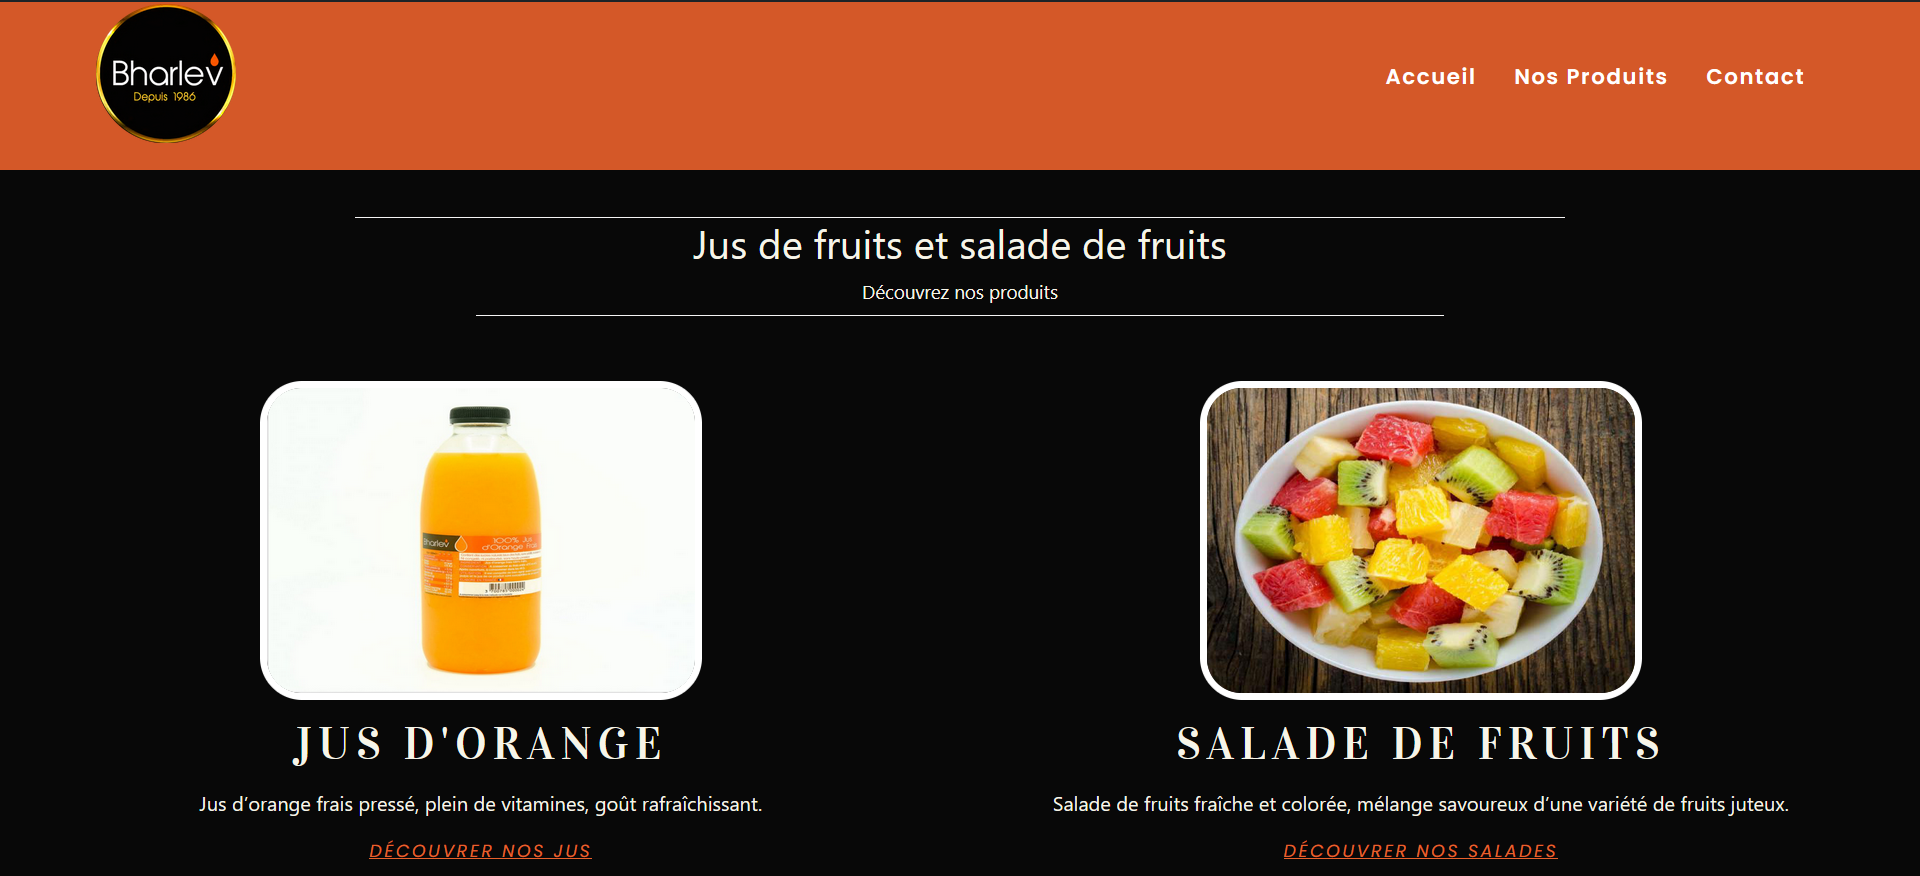 Bharlev
Depuis 1986
Accueil Nos Produits Contact
Jus de fruits et salade de fruits
Découvrez nos produits
Bharlev
100% Jus
d'Orange Frais
JUS D'ORANGE
SALADE DE FRUITS
Jus d’orange frais pressé, plein de vitamines, goût rafraîchissant.
Salade de fruits fraîche et colorée, mélange savoureux d’une variété de fruits juteux.
DÉCOUVRER NOS JUS
DÉCOUVRER NOS SALADES